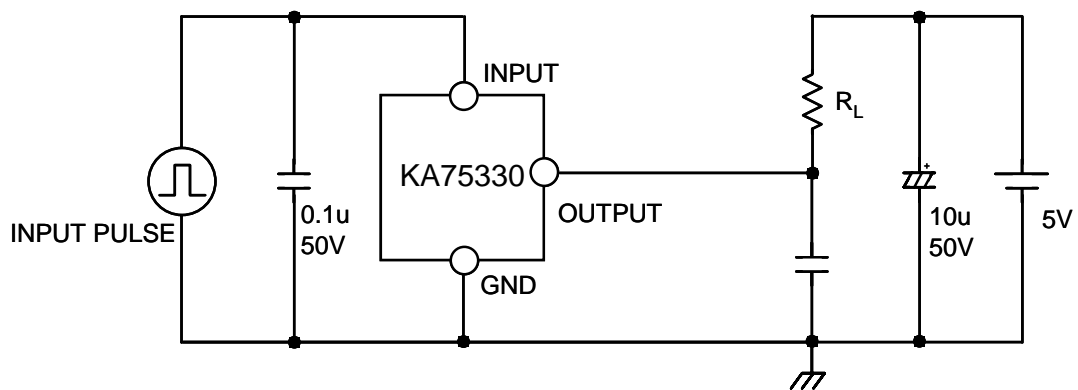 INPUT
R_L
KA75330
0.1u
50V
OUTPUT
INPUT PULSE
10u
50V
+
5V
GND